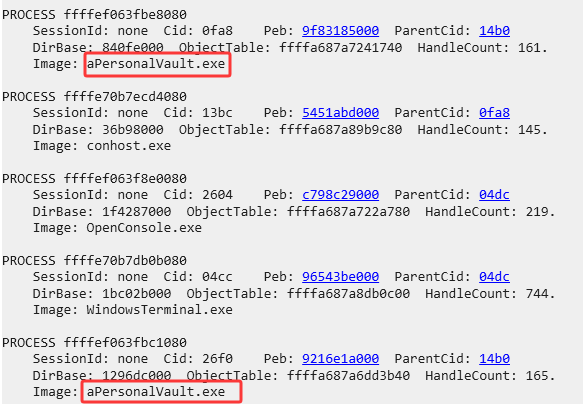 PROCESS ffffef063fbe8080
SessionId: none Cid: 0fa8 Peb: 9f83185000 ParentCid: 14b0
DirBase: 840fe000 ObjectTable: ffffa687a7241740 HandleCount: 161.
Image: aPersonalVault.exe
PROCESS ffffe70b7ecd4080
SessionId: none Cid: 13bc Peb: 5451abd000 ParentCid: 0fa8
DirBase: 36b98000 ObjectTable: ffffa687a89b9c80 HandleCount: 145.
Image: conhost.exe
PROCESS ffffef063f8e0080
SessionId: none Cid: 2604 Peb: c798c29000 ParentCid: 04dc
DirBase: 1f4287000 ObjectTable: ffffa687a722a780 HandleCount: 219.
Image: OpenConsole.exe
PROCESS ffffe70b7db0b080
SessionId: none Cid: 04cc Peb: 96543be000 ParentCid: 04dc
DirBase: 1bc02b000 ObjectTable: ffffa687a8db0c00 HandleCount: 744.
Image: WindowsTerminal.exe
PROCESS ffffef063fbc1080
SessionId: none Cid: 26f0 Peb: 9216e1a000 ParentCid: 14b0
DirBase: 1296dc000 ObjectTable: ffffa687a6dd3b40 HandleCount: 165.
Image: aPersonalVault.exe